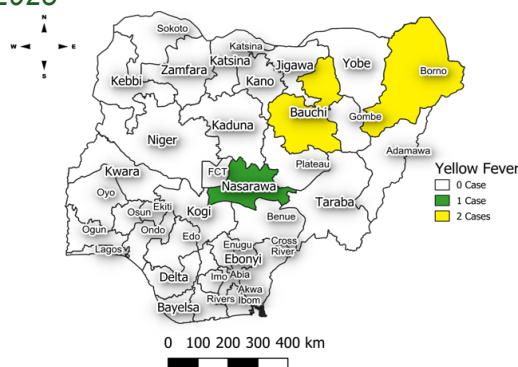 N
W E
S
Sokoto
Katsina
Kebbi
Zamfara
Katsina
Kano
Jigawa
Yobe
Borno
Bauchi
Gombe
Kaduna
Niger
Adamawa
Plateau
FCT
Nasarawa
Kwara
Taraba
Oyo
Osun
Ekiti
Kogi
Benue
Ogun
Ondo
Lagos
Edo
Enugu
Cross
River
Ebonyi
Delta
Imo
Abia
Akwa
Ibom
Rivers
Bayelsa
Yellow Fever
0 Case
1 Case
2 Cases
0 100 200 300 400 km